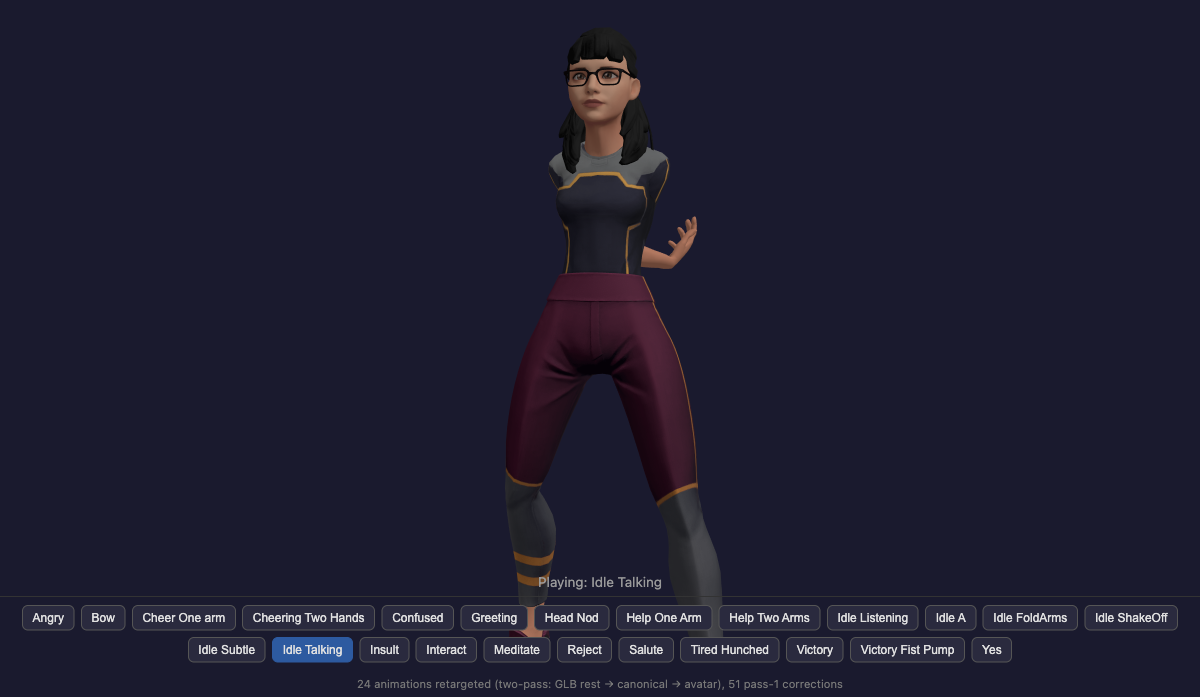 Playing: Idle Talking
Angry Bow Cheer One arm Cheering Two Hands Confused Greeting Head Nod Help One Arm Help Two Arms Idle Listening Idle A Idle FoldArms Idle ShakeOff
Idle Subtle Idle Talking Insult Interact Meditate Reject Salute Tired Hunched Victory Victory Fist Pump Yes
24 animations retargeted (two-pass: GLB rest → canonical → avatar), 51 pass-1 corrections